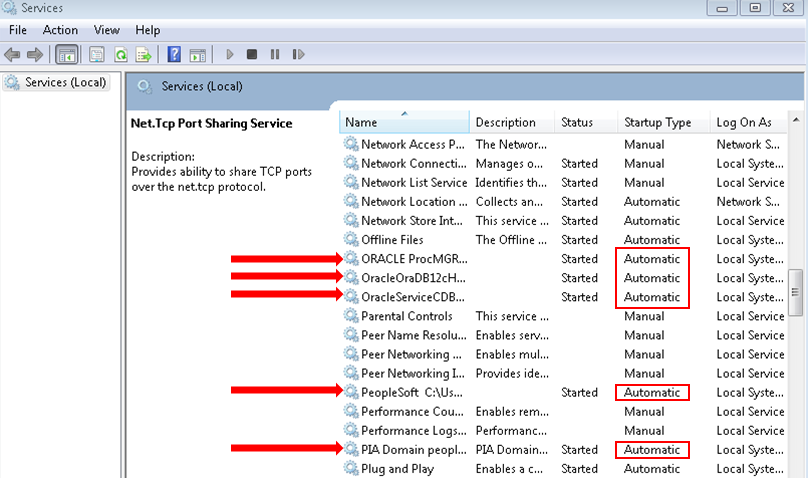 Services
File Action View Help
Services (Local)
Services (Local)
Net.Tcp Port Sharing Service
Description:
Provides ability to share TCP ports
over the net.tcp protocol.
Name Description Status Startup Type Log On As
Network Access P... The Networ... Manual Network S...
Network Connecti... Manages o... Started Manual Local Syste...
Network List Service Identifies th... Started Manual Local Service
Network Location ... Collects an... Started Automatic Network S...
Network Store Int... This service ... Started Automatic Local Service
Offline Files The Offline ... Started Automatic Local Syste...
ORACLE ProcMGR... Started Automatic Local Syste...
OracleOraDB12cH... Started Automatic Local Syste...
OracleServiceCDB... Started Automatic Local Syste...
Parental Controls This service ... Manual Local Service
Peer Name Resolu... Enables serv... Manual Local Service
Peer Networking ... Enables mul... Manual Local Service
Peer Networking I... Provides ide... Manual Local Service
PeopleSoft C:\Us... Started Automatic Local Syste...
Performance Cou... Enables rem... Manual Local Service
Performance Logs... Performanc... Manual Local Service
PIA Domain peopl... PIA Domain... Started Automatic Local Syste...
Plug and Play Enables a c... Started Automatic Local Syste...